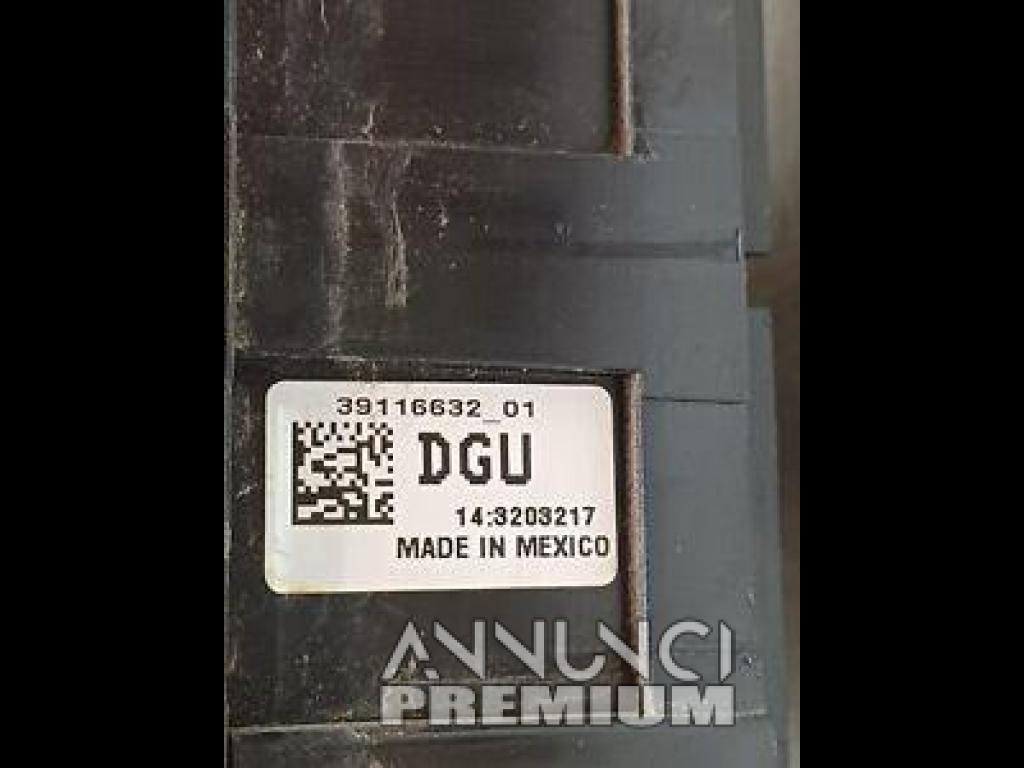 39116632_01
DGU
14:3203217
MADE IN MEXICO
ANNUNCI
PREMIUM